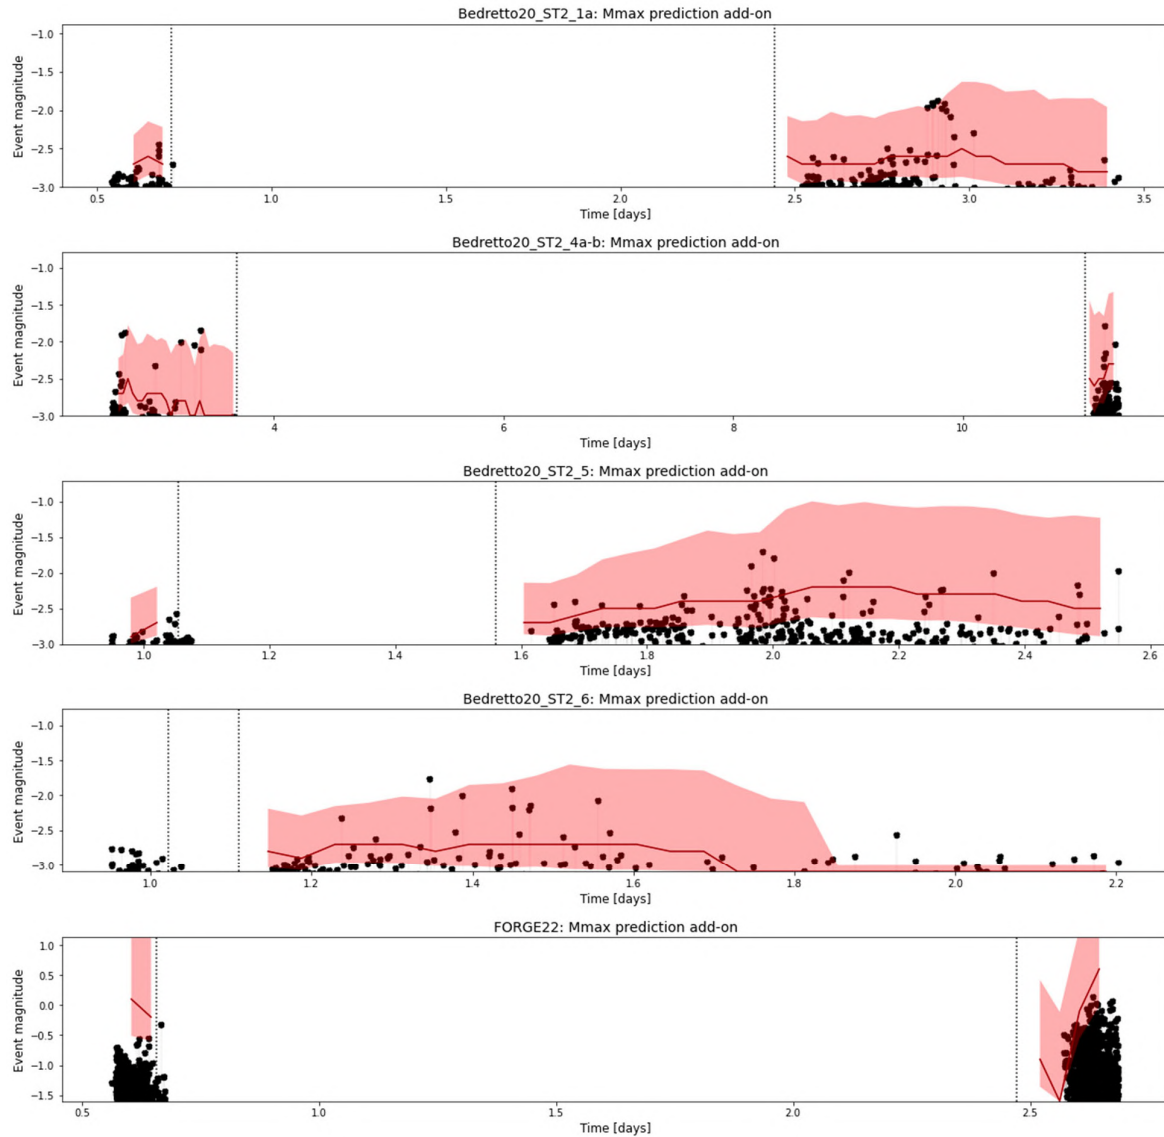 Bedretto20_ST2_1a: Mmax prediction add-on
−1.0
−1.5
−2.0
−2.5
−3.0
Event magnitude
0.5 1.0 1.5 2.0 2.5 3.0 3.5
Time [days]
Bedretto20_ST2_4a-b: Mmax prediction add-on
−1.0
−1.5
−2.0
−2.5
−3.0
Event magnitude
4 6 8 10
Time [days]
Bedretto20_ST2_5: Mmax prediction add-on
−1.0
−1.5
−2.0
−2.5
−3.0
Event magnitude
1.0 1.2 1.4 1.6 1.8 2.0 2.2 2.4 2.6
Time [days]
Bedretto20_ST2_6: Mmax prediction add-on
−1.0
−1.5
−2.0
−2.5
−3.0
Event magnitude
1.0 1.2 1.4 1.6 1.8 2.0 2.2
Time [days]
FORGE22: Mmax prediction add-on
1.0
0.5
0.0
−0.5
−1.0
−1.5
Event magnitude
0.5 1.0 1.5 2.0 2.5
Time [days]